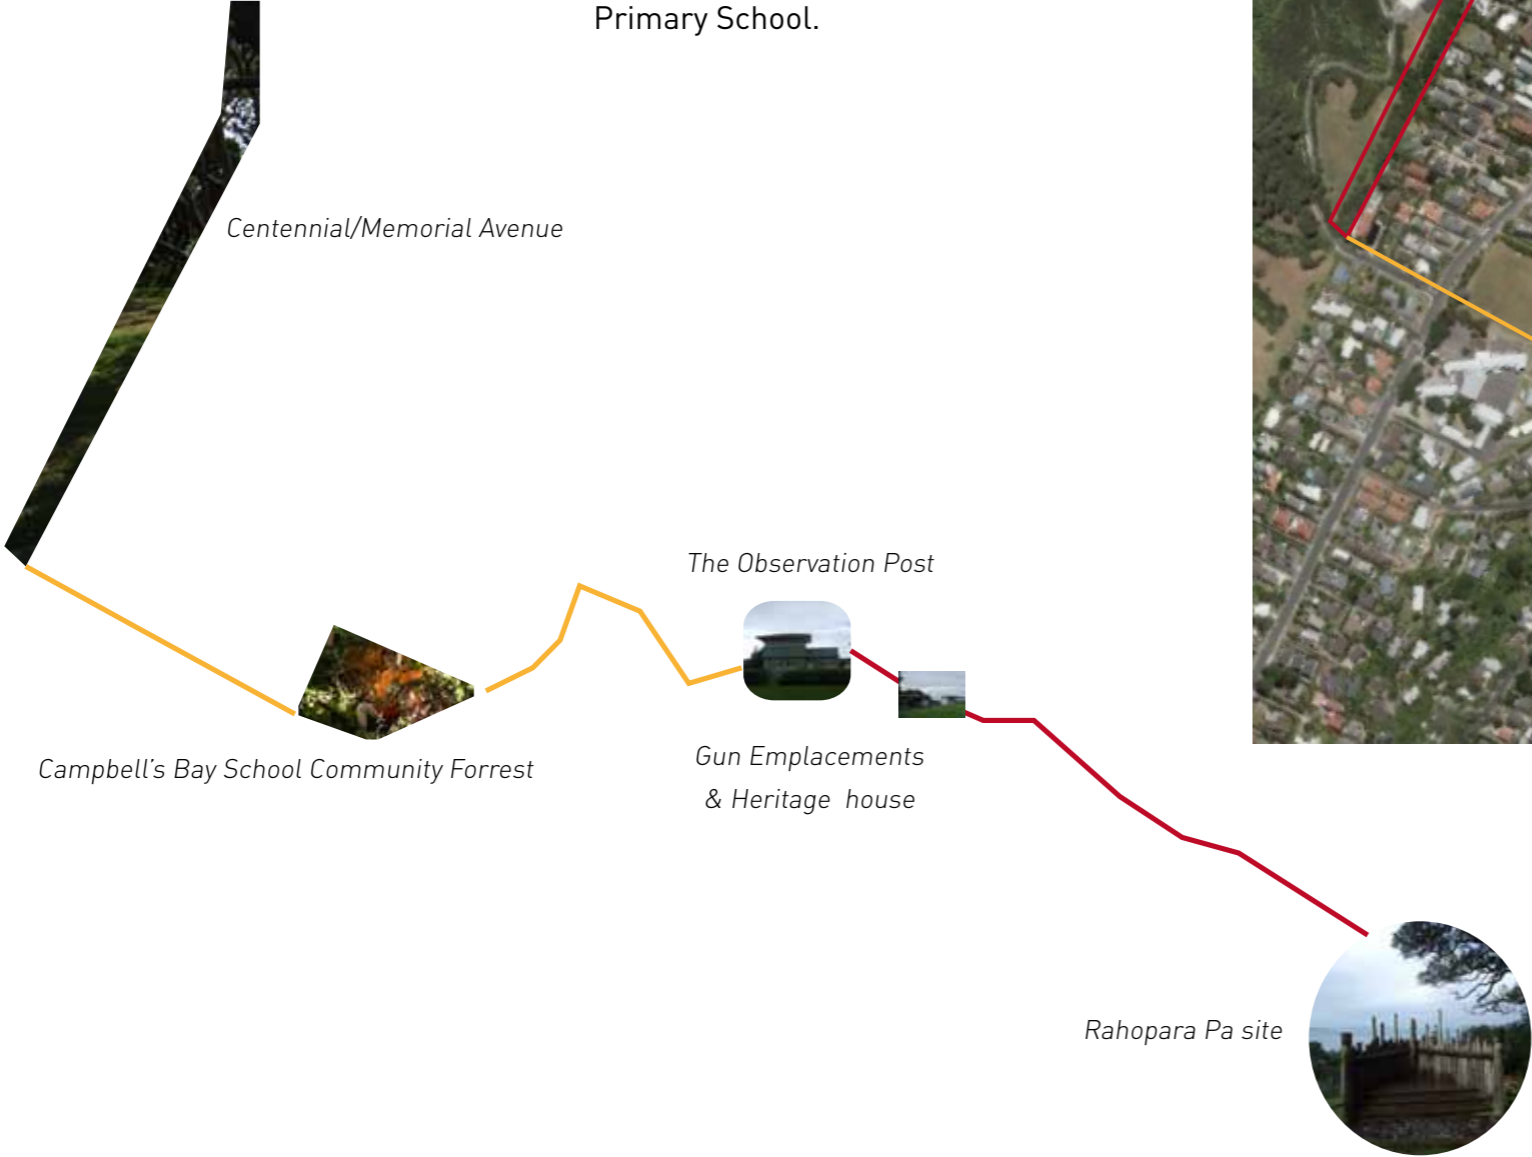 Primary School.
Centennial/Memorial Avenue
The Observation Post
Campbell's Bay School Community Forrest
Gun Emplacements
& Heritage house
Rahopara Pa site